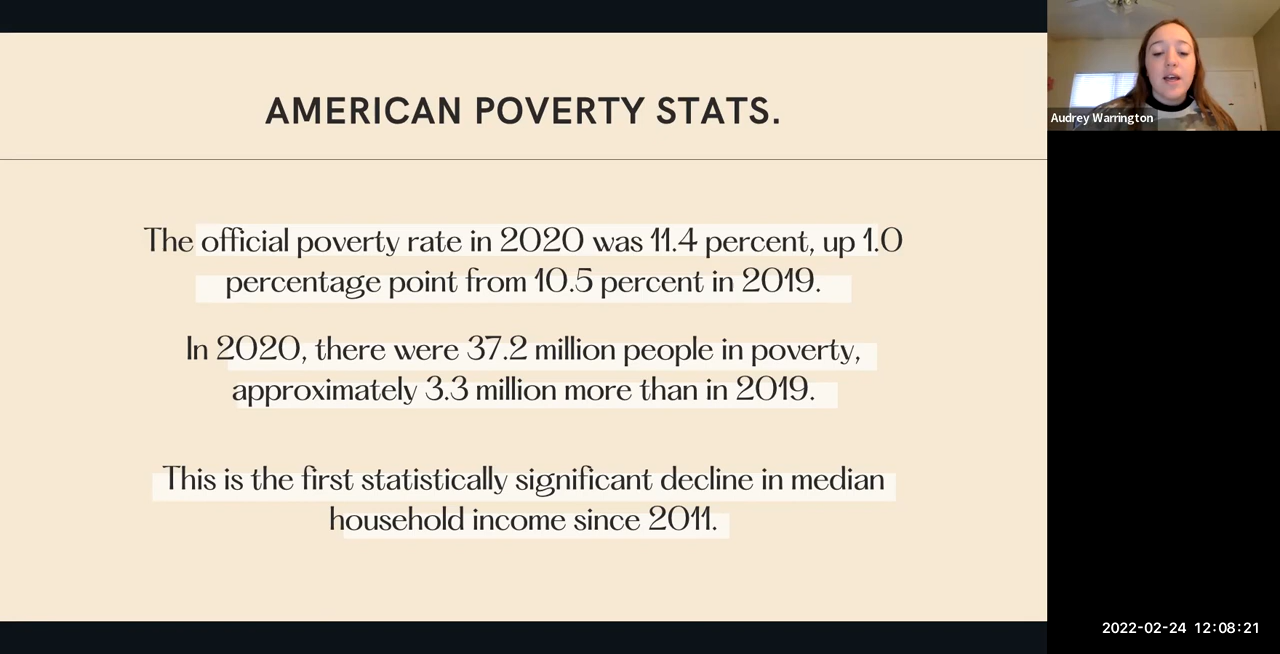 AMERICAN POVERTY STATS.
The official poverty rate in 2020 was 11.4 percent, up 1.0
percentage point from 10.5 percent in 2019.
In 2020, there were 37.2 million people in poverty,
approximately 3.3 million more than in 2019.
This is the first statistically significant decline in median
household income since 2011.
Audrey Warrington
2022-02-24 12:08:21